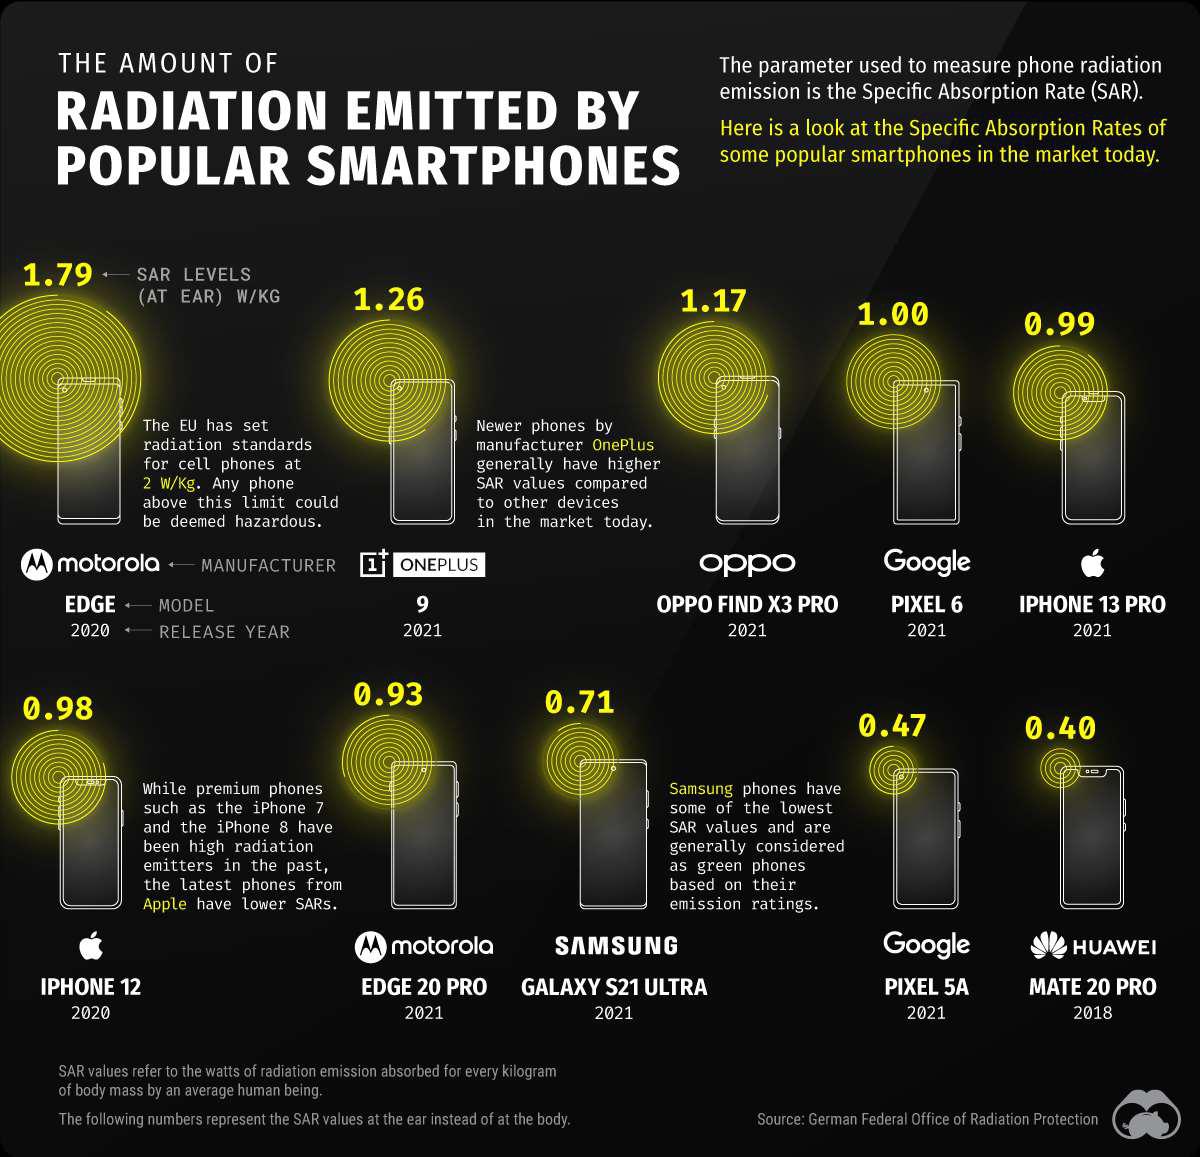 THE AMOUNT OF
RADIATION EMITTED BY
POPULAR SMARTPHONES
The parameter used to measure phone radiation
emission is the Specific Absorption Rate (SAR).
Here is a look at the Specific Absorption Rates of
some popular smartphones in the market today.
1.79
SAR LEVELS
(AT EAR) W/KG
The EU has set
radiation standards
for cell phones at
2 W/Kg. Any phone
above this limit could
be deemed hazardous.
motorola
MANUFACTURER
EDGE
MODEL
2020
RELEASE YEAR
1.26
Newer phones by
manufacturer OnePlus
generally have higher
SAR values compared
to other devices
in the market today.
1+ ONEPLUS
9
2021
1.17
oppo
OPPO FIND X3 PRO
2021
1.00
Google
PIXEL 6
2021
0.99
IPHONE 13 PRO
2021
0.98
While premium phones
such as the iPhone 7
and the iPhone 8 have
been high radiation
emitters in the past,
the latest phones from
Apple have lower SARs.
IPHONE 12
2020
0.93
motorola
EDGE 20 PRO
2021
0.71
SAMSUNG
GALAXY S21 ULTRA
2021
Samsung phones have
some of the lowest
SAR values and are
generally considered
as green phones
based on their
emission ratings.
0.47
Google
PIXEL 5A
2021
0.40
HUAWEI
MATE 20 PRO
2018
SAR values refer to the watts of radiation emission absorbed for every kilogram
of body mass by an average human being.
The following numbers represent the SAR values at the ear instead of at the body.
Source: German Federal Office of Radiation Protection